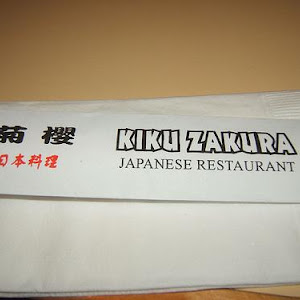 菊櫻 KIKU ZAKURA
日本料理 JAPANESE RESTAURANT